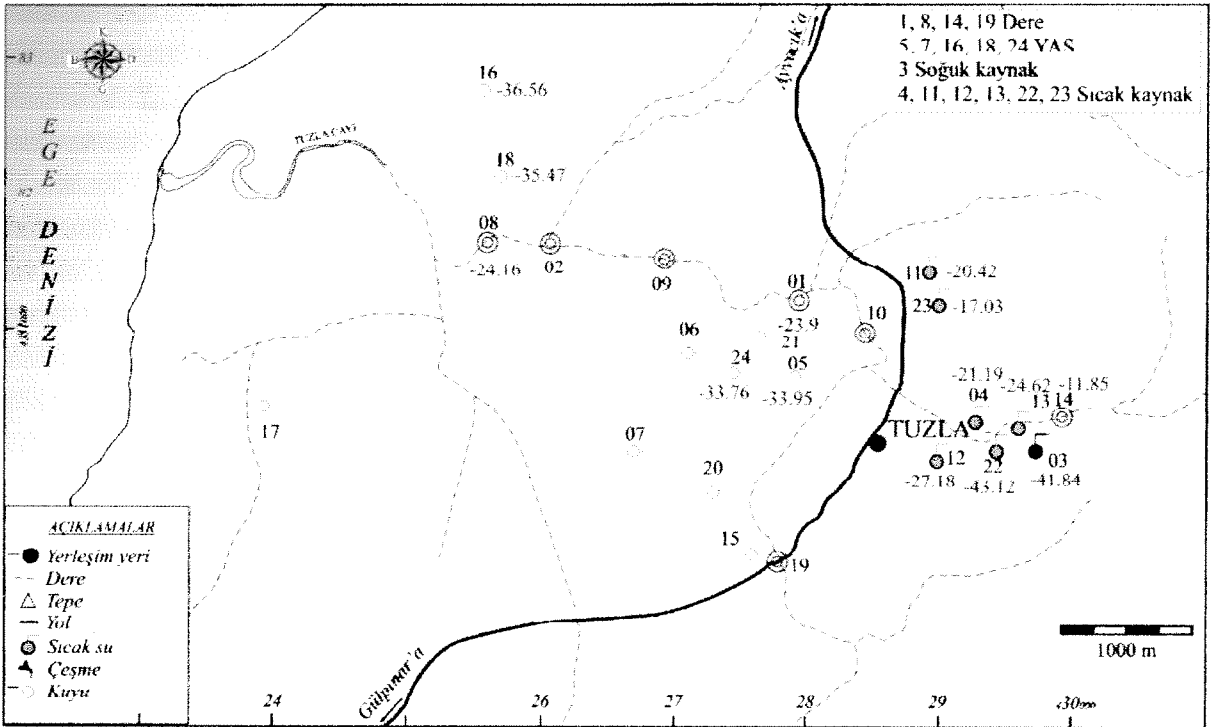 1, 8, 14, 19 Dere
5, 7, 16, 18, 24 YAS
3 Soğuk kaynak
4, 11, 12, 13, 22, 23 Sıcak kaynak
Ayvacık'a
K
B
D
83
EGE DENİZİ
TUZLA ÇAYI
16
-36.56
18
-35.47
08
-24.16
02
09
01
-23.9
10
11
-20.42
23
-17.03
06
21
24
-33.76
05
-33.95
-21.19
04
-24.62
13
-11.85
14
TUZLA
12
-27.18
22
-43.12
03
-41.84
17
07
20
15
19
AÇIKLAMALAR
Yerleşim yeri
Dere
Tepe
Yol
Sıcak su
Çeşme
Kuyu
Gülpınar'a
1000 m
24
26
27
28
29